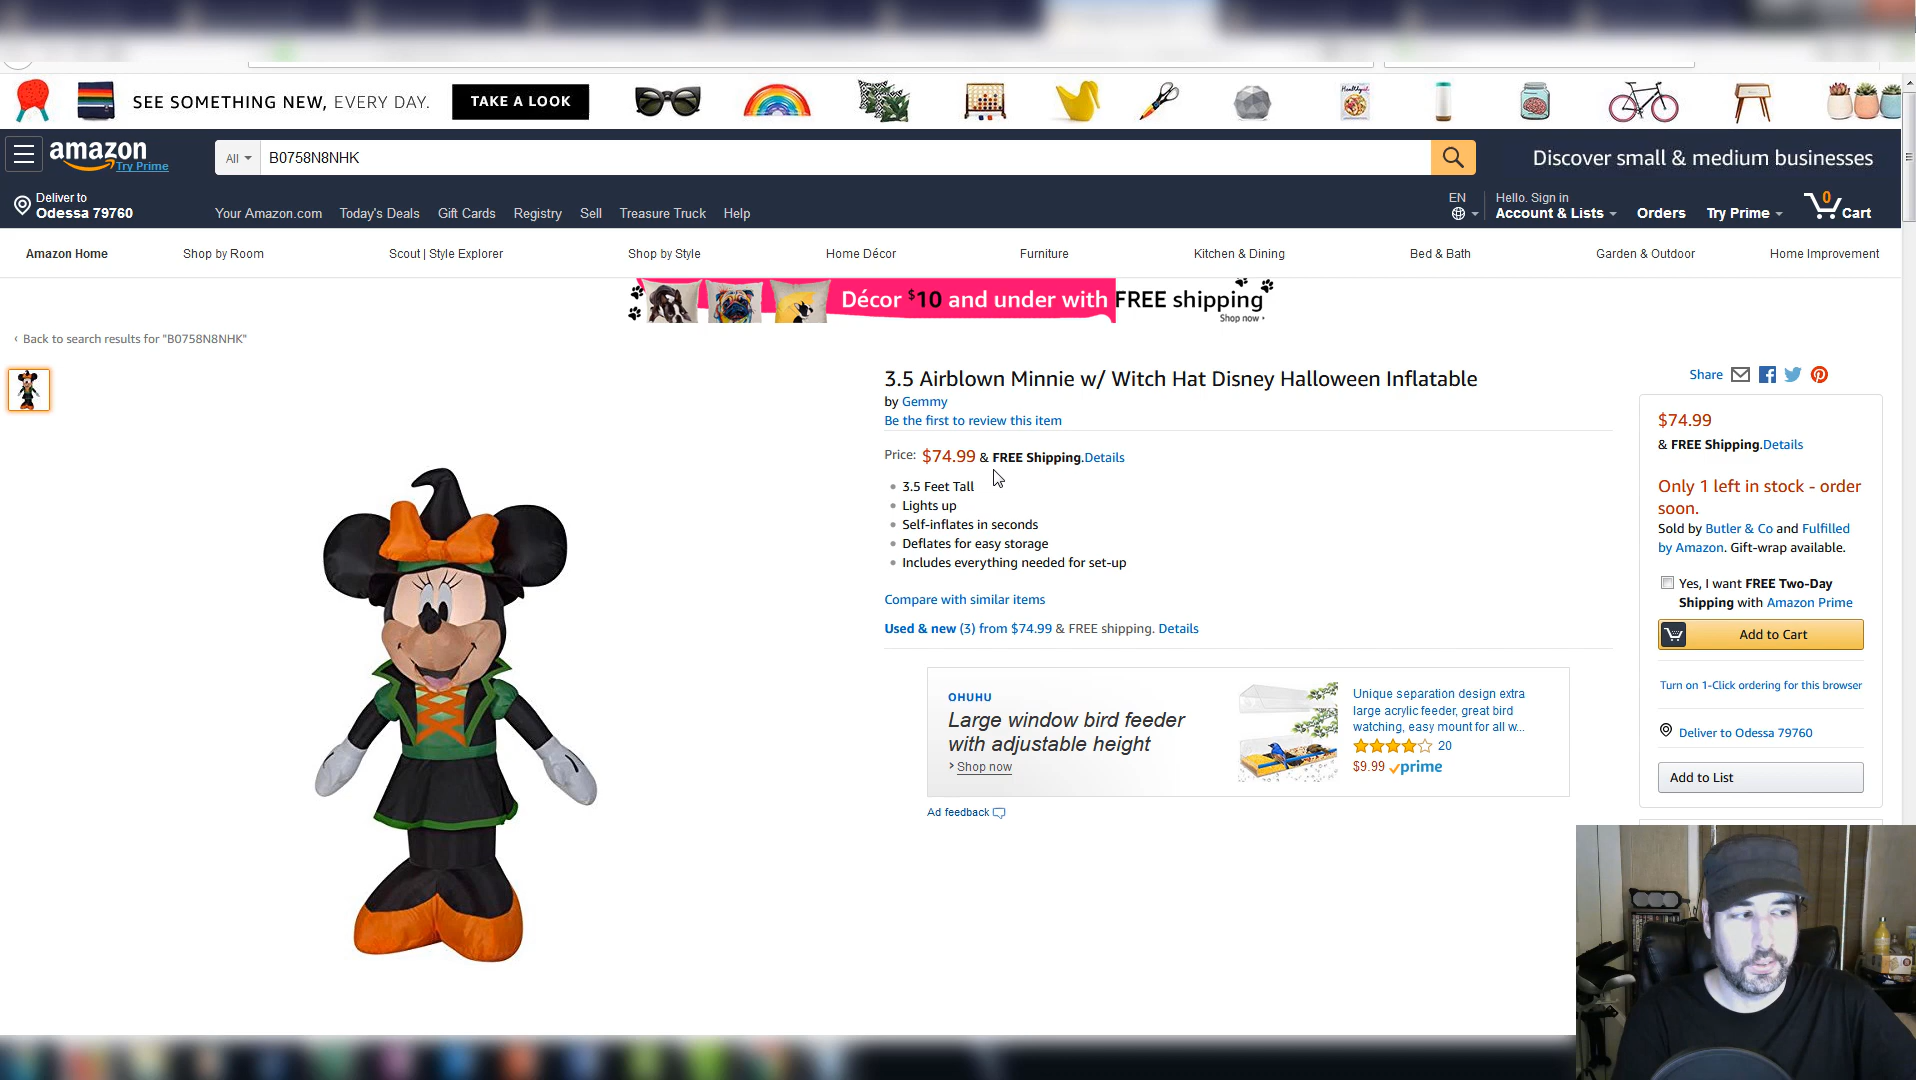 SEE SOMETHING NEW, EVERY DAY.
TAKE A LOOK
amazon
Try Prime
All
B0758N8NHK
Discover small & medium businesses
Deliver to
Odessa 79760
Your Amazon.com
Today's Deals
Gift Cards
Registry
Sell
Treasure Truck
Help
EN
Hello. Sign in
Account & Lists
Orders
Try Prime
0
Cart
Amazon Home
Shop by Room
Scout | Style Explorer
Shop by Style
Home Décor
Furniture
Kitchen & Dining
Bed & Bath
Garden & Outdoor
Home Improvement
Décor $10 and under with FREE shipping
Shop now
‹ Back to search results for "B0758N8NHK"
3.5 Airblown Minnie w/ Witch Hat Disney Halloween Inflatable
by Gemmy
Be the first to review this item
Price: $74.99 & FREE Shipping. Details
3.5 Feet Tall
Lights up
Self-inflates in seconds
Deflates for easy storage
Includes everything needed for set-up
Compare with similar items
Used & new (3) from $74.99 & FREE shipping. Details
OHUHU
Large window bird feeder
with adjustable height
› Shop now
Unique separation design extra
large acrylic feeder, great bird
watching, easy mount for all w...
20
$9.99 prime
Ad feedback
Share
$74.99
& FREE Shipping. Details
Only 1 left in stock - order
soon.
Sold by Butler & Co and Fulfilled
by Amazon. Gift-wrap available.
Yes, I want FREE Two-Day
Shipping with Amazon Prime
Add to Cart
Turn on 1-Click ordering for this browser
Deliver to Odessa 79760
Add to List